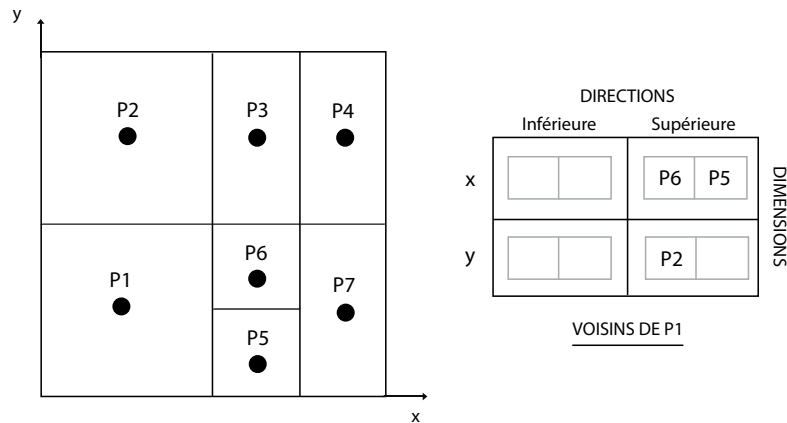 y
P2 P3 P4
P1 P6 P7
P5
x
DIRECTIONS
Inférieure Supérieure
x P6 P5
y P2
DIMENSIONS
VOISINS DE P1